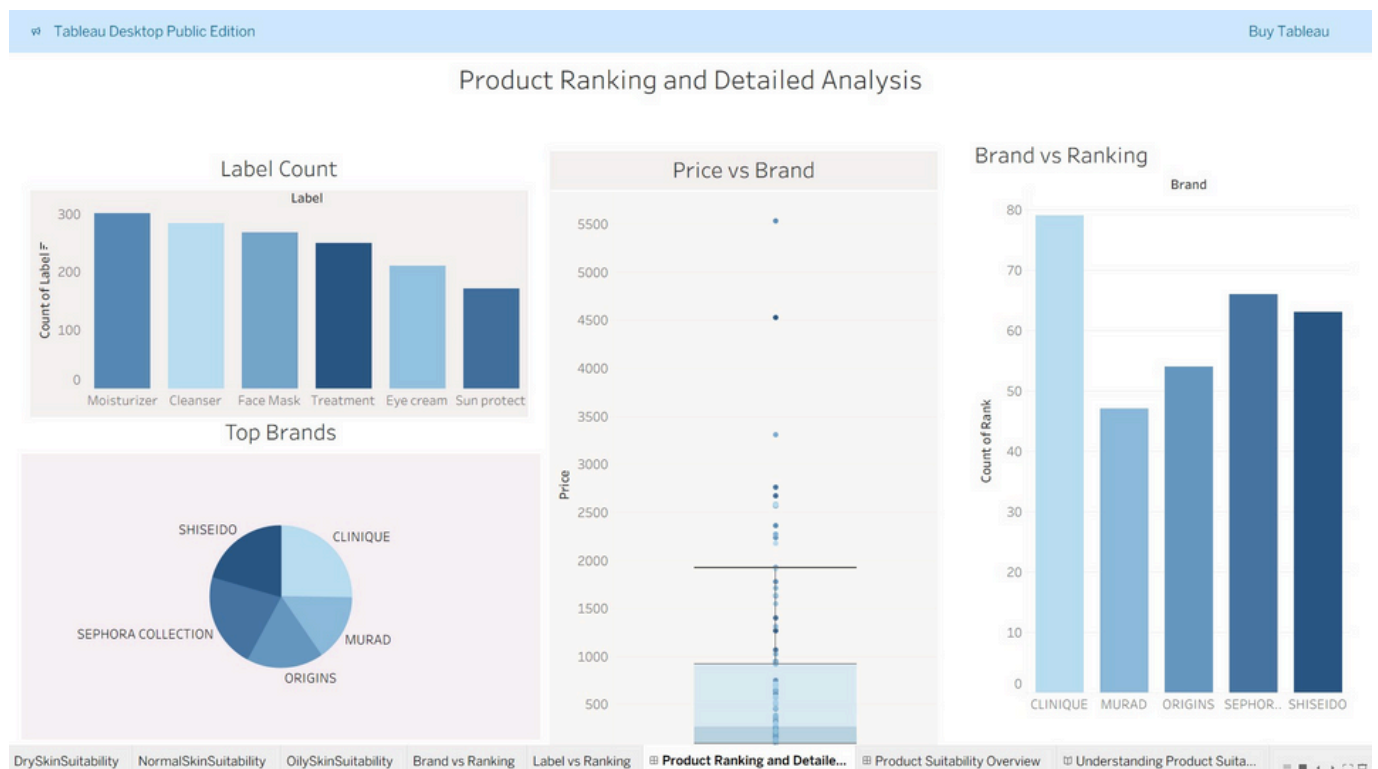 Tableau Desktop Public Edition
Buy Tableau
Product Ranking and Detailed Analysis
Label Count
Label
Count of Label
300
200
100
0
Moisturizer Cleanser Face Mask Treatment Eye cream Sun protect
Top Brands
SHISEIDO
CLINIQUE
SEPHORA COLLECTION
MURAD
ORIGINS
Price vs Brand
Price
5500
5000
4500
4000
3500
3000
2500
2000
1500
1000
500
Brand vs Ranking
Brand
Count of Rank
80
70
60
50
40
30
20
10
0
CLINIQUE MURAD ORIGINS SEPHOR.. SHISEIDO
DrySkinSuitability NormalSkinSuitability OilySkinSuitability Brand vs Ranking Label vs Ranking Product Ranking and Detaile... Product Suitability Overview Understanding Product Suita...